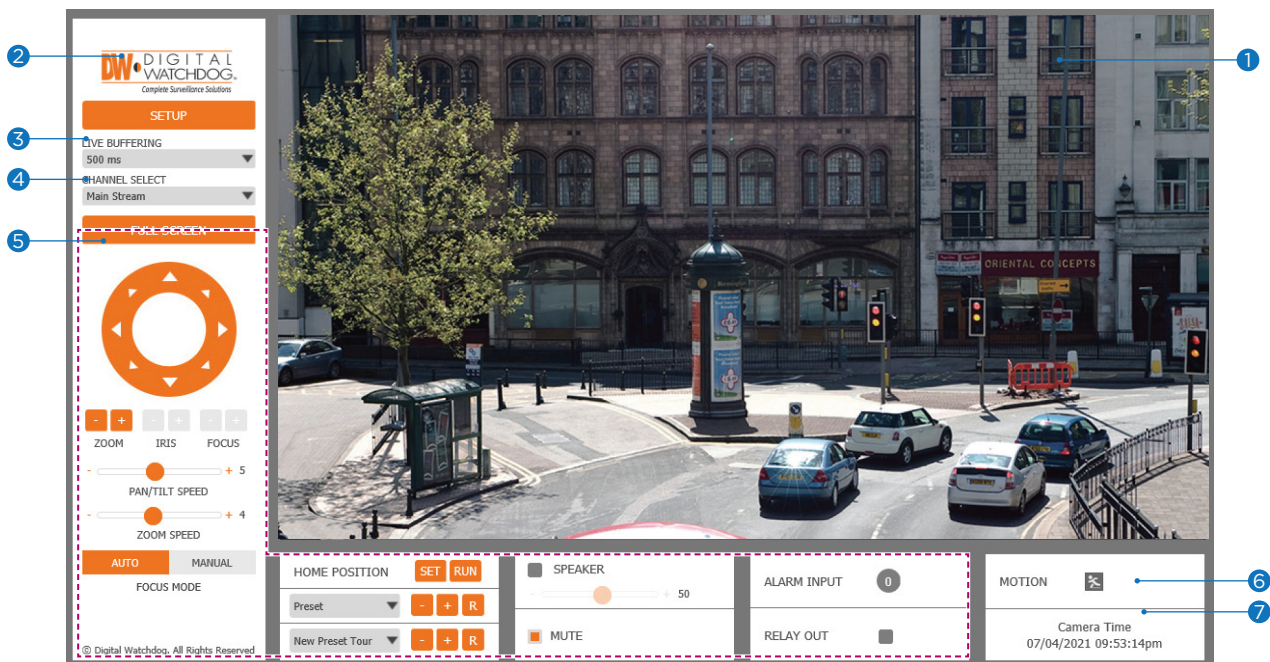 2
DIGITAL
DW WATCHDOG
Complete Surveillance Solutions
SETUP
3
LIVE BUFFERING
500 ms
4
CHANNEL SELECT
Main Stream
5
FULL SCREEN
- + - + - +
ZOOM IRIS FOCUS
- + 5
PAN/TILT SPEED
- + 4
ZOOM SPEED
AUTO MANUAL
FOCUS MODE
© Digital Watchdog. All Rights Reserved
1
ORIENTAL CONCEPTS
HOME POSITION SET RUN
Preset - + R
New Preset Tour - + R
SPEAKER
- + 50
MUTE
ALARM INPUT 0
RELAY OUT
MOTION
6
7
Camera Time
07/04/2021 09:53:14pm